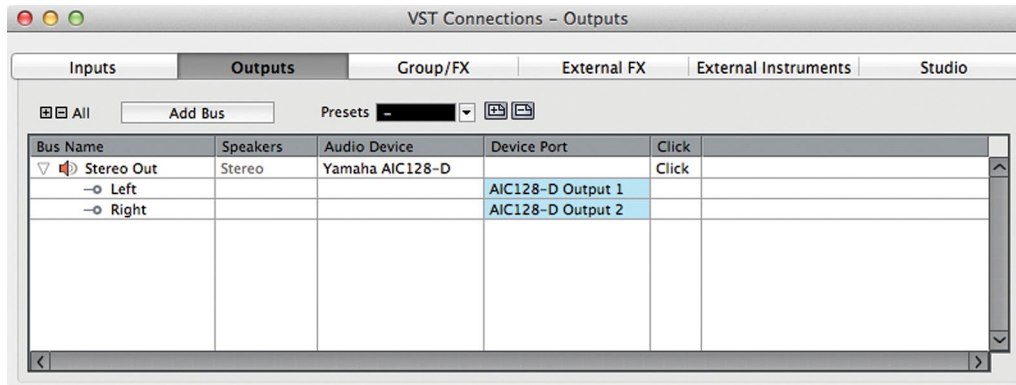 VST Connections – Outputs
Inputs Outputs Group/FX External FX External Instruments Studio
All Add Bus Presets –
Bus Name Speakers Audio Device Device Port Click
Stereo Out Stereo Yamaha AIC128-D Click
Left AIC128-D Output 1
Right AIC128-D Output 2